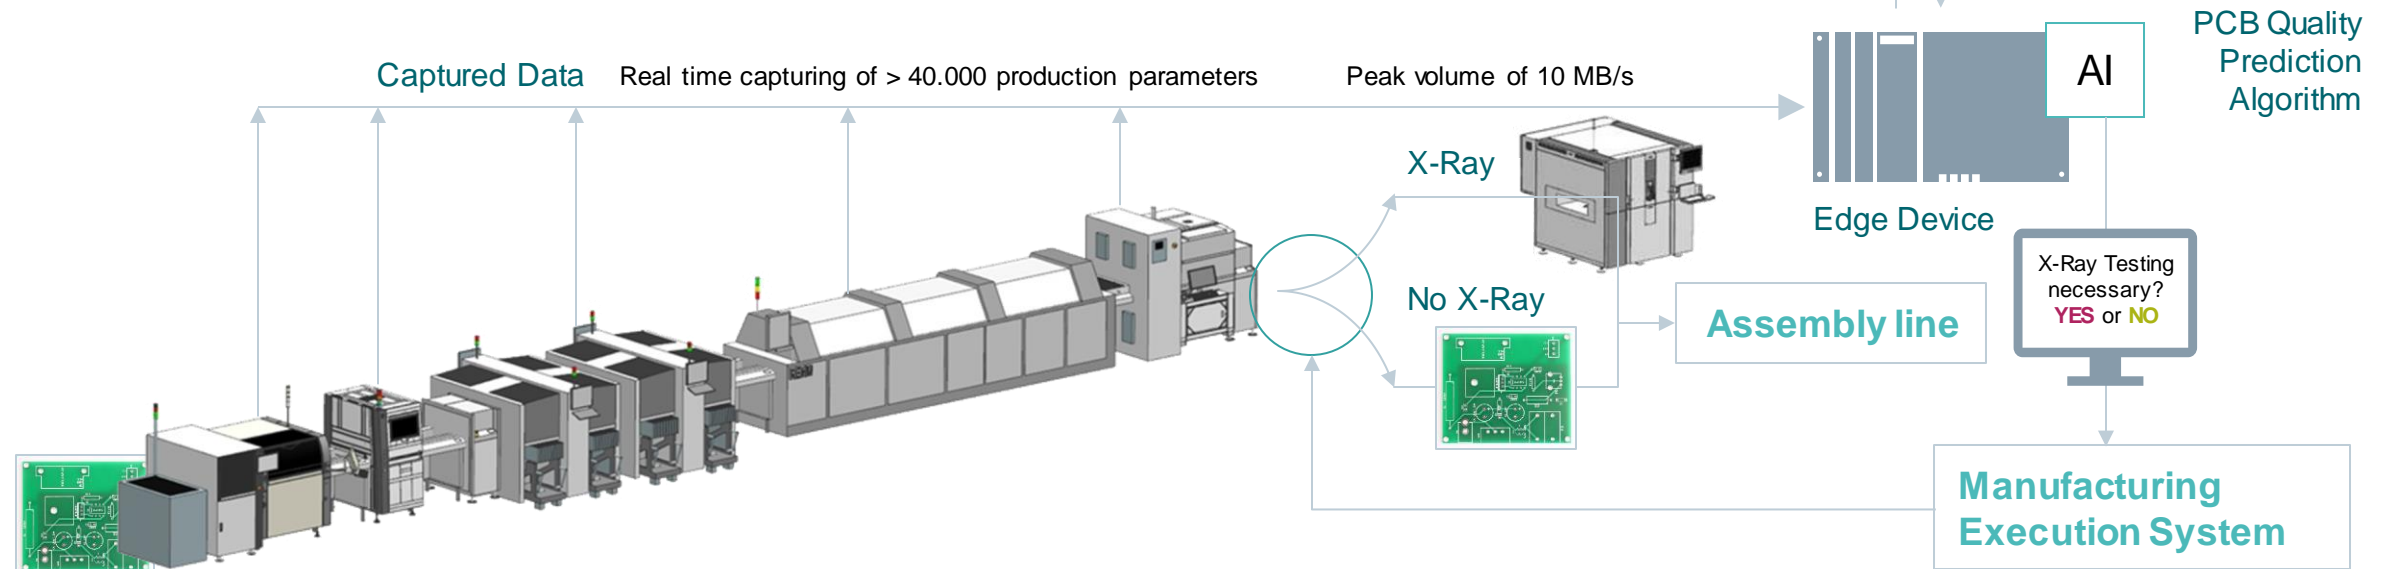 Captured Data
Real time capturing of > 40.000 production parameters
Peak volume of 10 MB/s
AI
PCB Quality
Prediction
Algorithm
Edge Device
X-Ray
No X-Ray
Assembly line
X-Ray Testing
necessary?
YES or NO
Manufacturing
Execution System